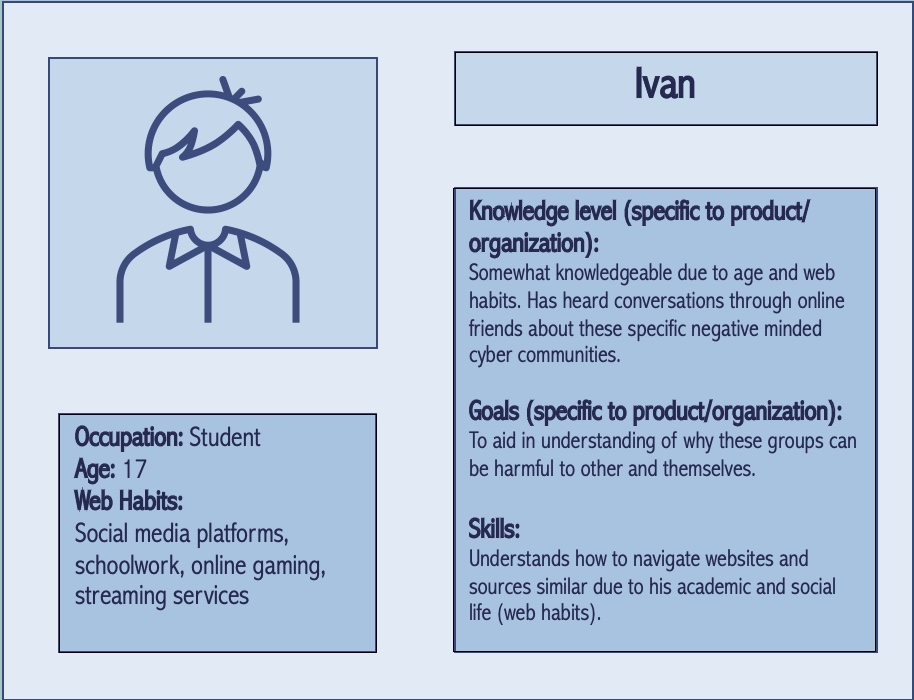 Ivan
Knowledge level (specific to product/
organization):
Somewhat knowledgeable due to age and web
habits. Has heard conversations through online
friends about these specific negative minded
cyber communities.
Goals (specific to product/organization):
To aid in understanding of why these groups can
be harmful to other and themselves.
Skills:
Understands how to navigate websites and
sources similar due to his academic and social
life (web habits).
Occupation: Student
Age: 17
Web Habits:
Social media platforms,
schoolwork, online gaming,
streaming services